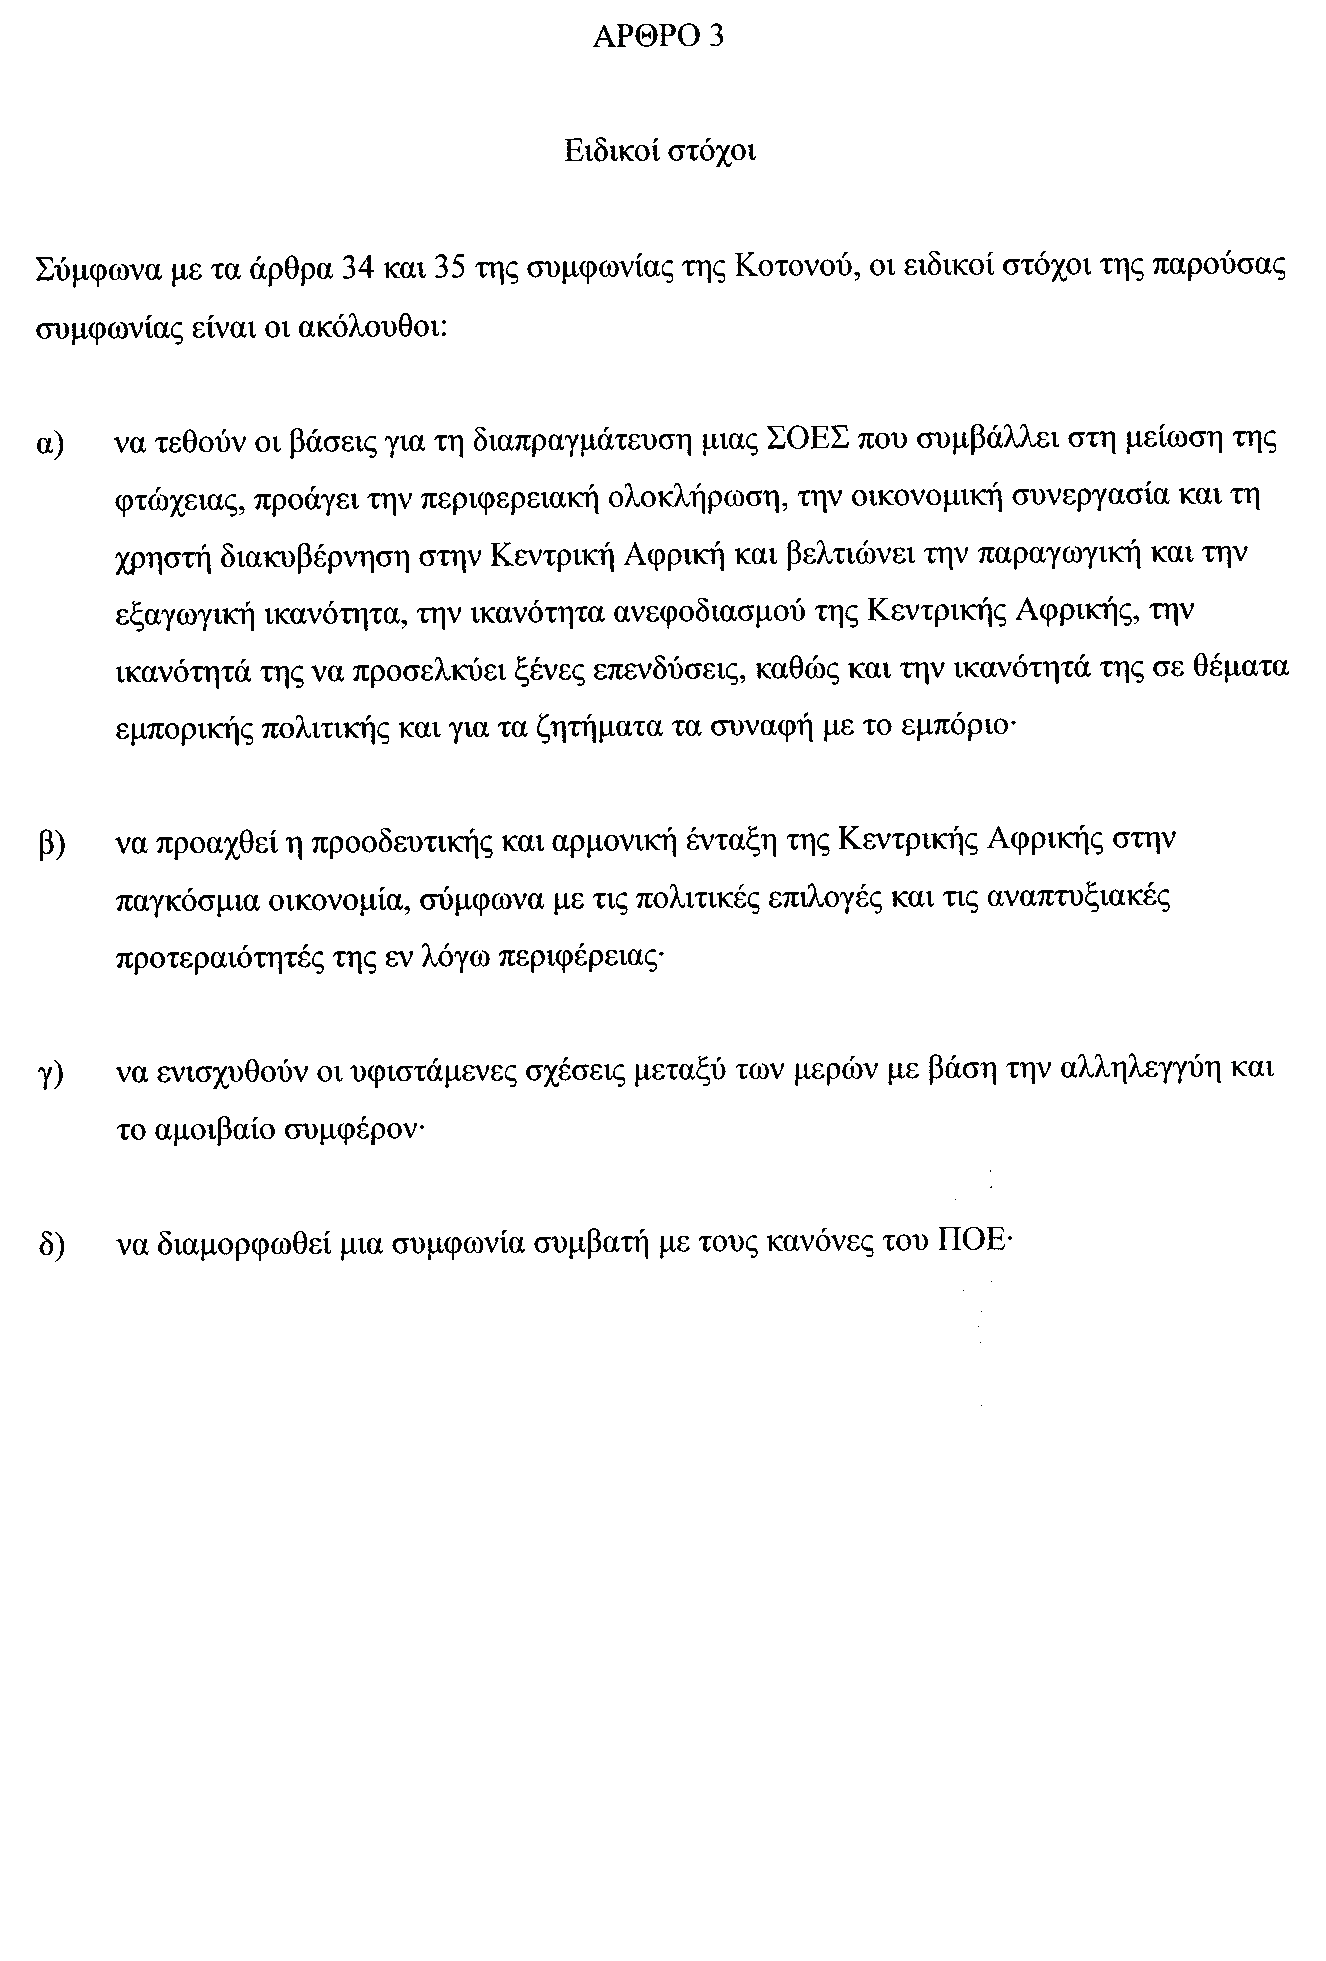 ΑΡΘΡΟ 3
Ειδικοί στόχοι
Σύμφωνα με τα άρθρα 34 και 35 της συμφωνίας της Κοτονού, οι ειδικοί στόχοι της παρούσας
συμφωνίας είναι οι ακόλουθοι:
α) να τεθούν οι βάσεις για τη διαπραγμάτευση μιας ΣΟΕΣ που συμβάλλει στη μείωση της
φτώχειας, προάγει την περιφερειακή ολοκλήρωση, την οικονομική συνεργασία και τη
χρηστή διακυβέρνηση στην Κεντρική Αφρική και βελτιώνει την παραγωγική και την
εξαγωγική ικανότητα, την ικανότητα ανεφοδιασμού της Κεντρικής Αφρικής, την
ικανότητά της να προσελκύει ξένες επενδύσεις, καθώς και την ικανότητά της σε θέματα
εμπορικής πολιτικής και για τα ζητήματα τα συναφή με το εμπόριο·
β) να προαχθεί η προοδευτικής και αρμονική ένταξη της Κεντρικής Αφρικής στην
παγκόσμια οικονομία, σύμφωνα με τις πολιτικές επιλογές και τις αναπτυξιακές
προτεραιότητές της εν λόγω περιφέρειας·
γ) να ενισχυθούν οι υφιστάμενες σχέσεις μεταξύ των μερών με βάση την αλληλεγγύη και
το αμοιβαίο συμφέρον·
δ) να διαμορφωθεί μια συμφωνία συμβατή με τους κανόνες του ΠΟΕ·